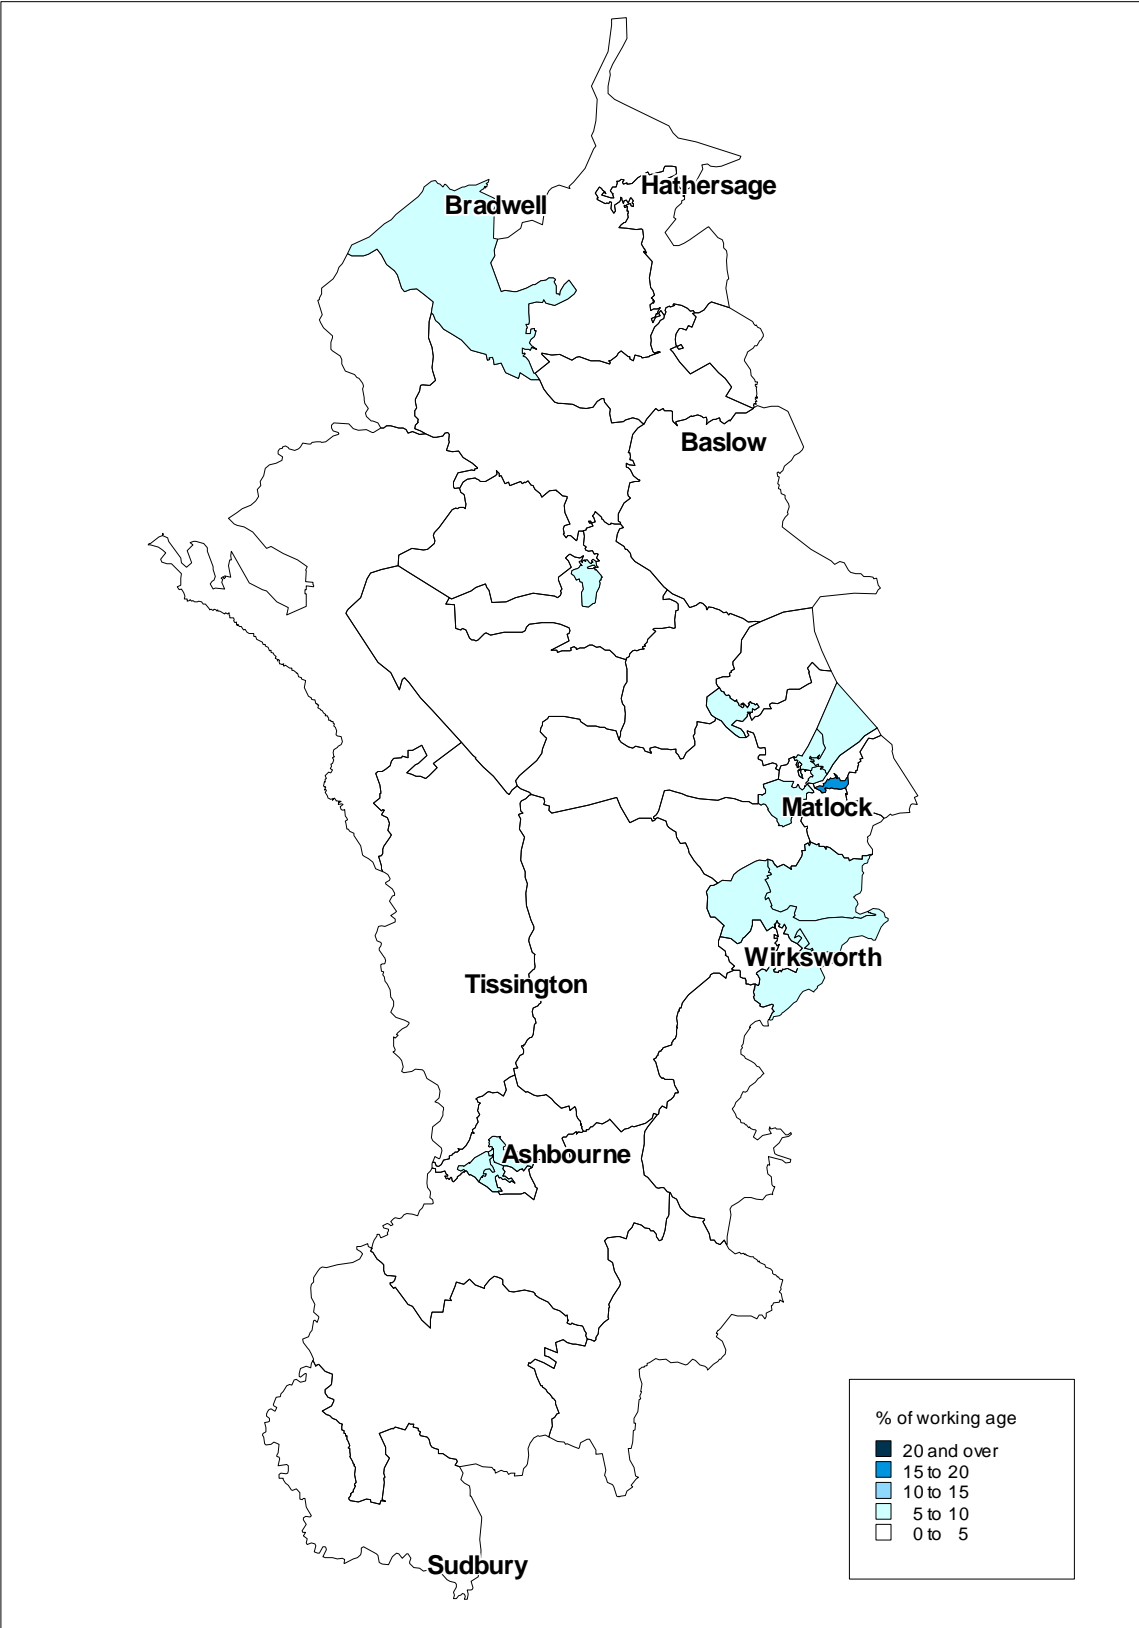 Hathersage
Bradwell
Baslow
Matlock
Wirksworth
Tissington
Ashbourne
% of working age
20 and over
15 to 20
10 to 15
5 to 10
0 to 5
Sudbury